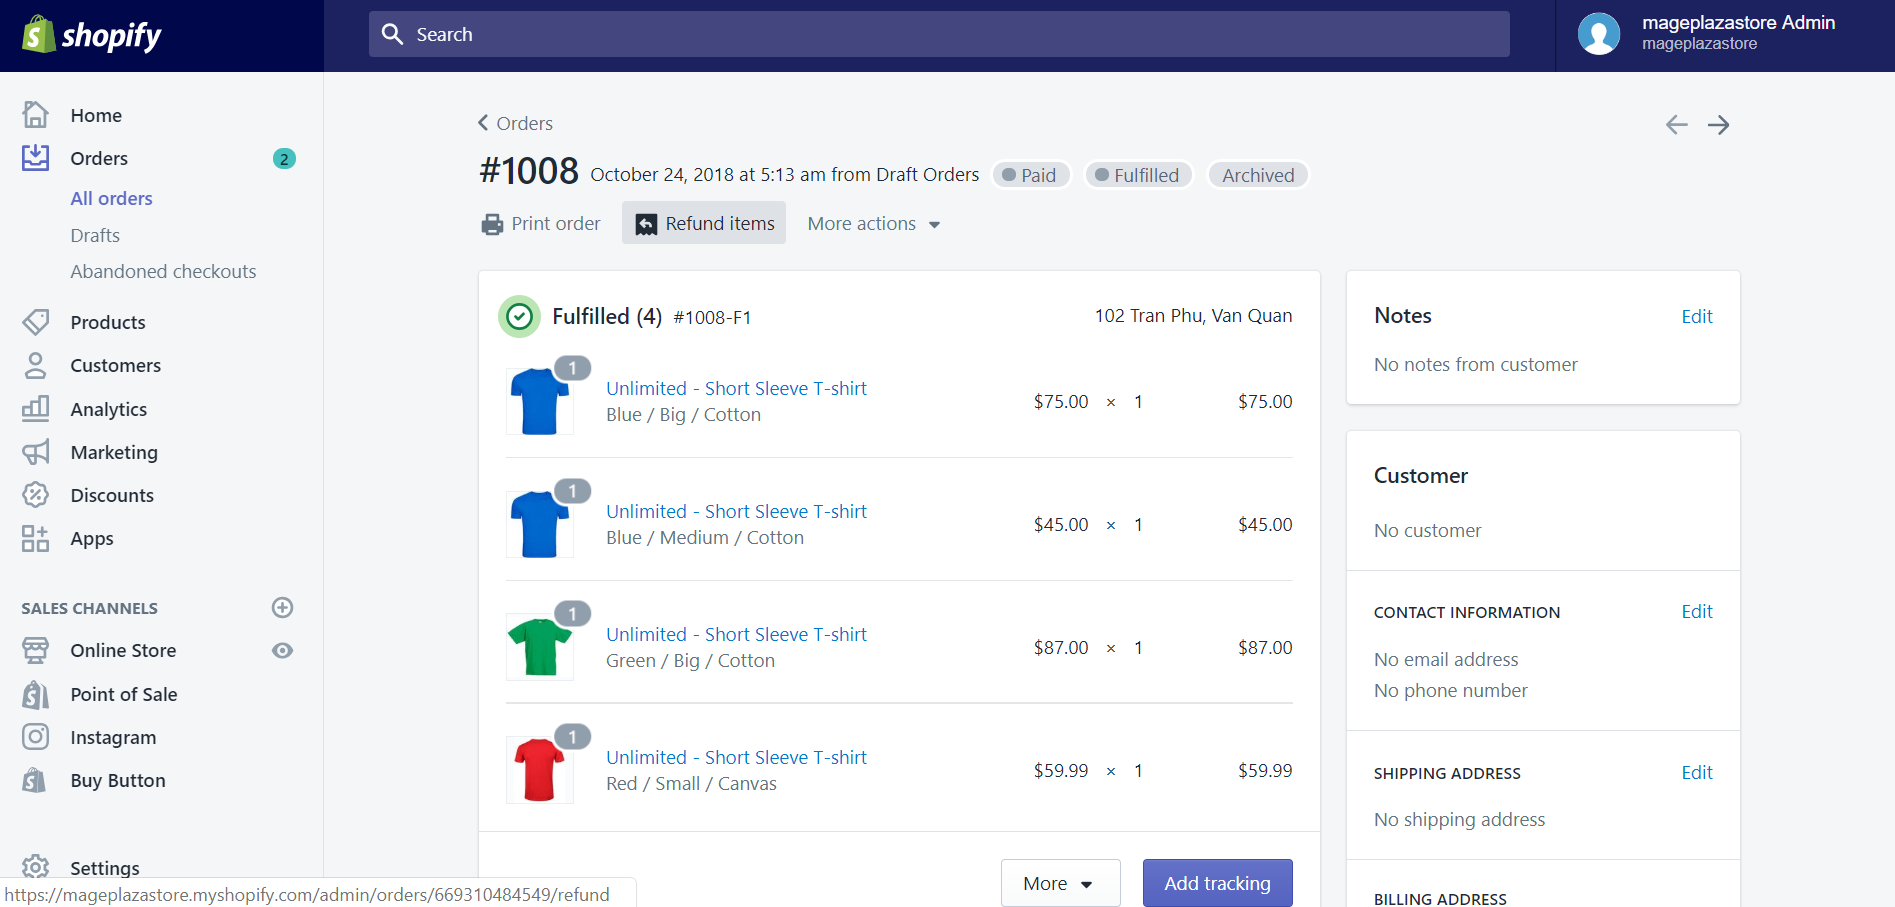 shopify
Search
mageplazastore Admin
mageplazastore
Home
Orders 2
All orders
Drafts
Abandoned checkouts
Products
Customers
Analytics
Marketing
Discounts
Apps
SALES CHANNELS
Online Store
Point of Sale
Instagram
Buy Button
Settings
https://mageplazastore.myshopify.com/admin/orders/669310484549/refund
Orders
#1008 October 24, 2018 at 5:13 am from Draft Orders Paid Fulfilled Archived
Print order Refund items More actions
Fulfilled (4) #1008-F1 102 Tran Phu, Van Quan
1
Unlimited - Short Sleeve T-shirt
Blue / Big / Cotton
$75.00 × 1 $75.00
1
Unlimited - Short Sleeve T-shirt
Blue / Medium / Cotton
$45.00 × 1 $45.00
1
Unlimited - Short Sleeve T-shirt
Green / Big / Cotton
$87.00 × 1 $87.00
1
Unlimited - Short Sleeve T-shirt
Red / Small / Canvas
$59.99 × 1 $59.99
More Add tracking
Notes Edit
No notes from customer
Customer
No customer
CONTACT INFORMATION Edit
No email address
No phone number
SHIPPING ADDRESS Edit
No shipping address
BILLING ADDRESS